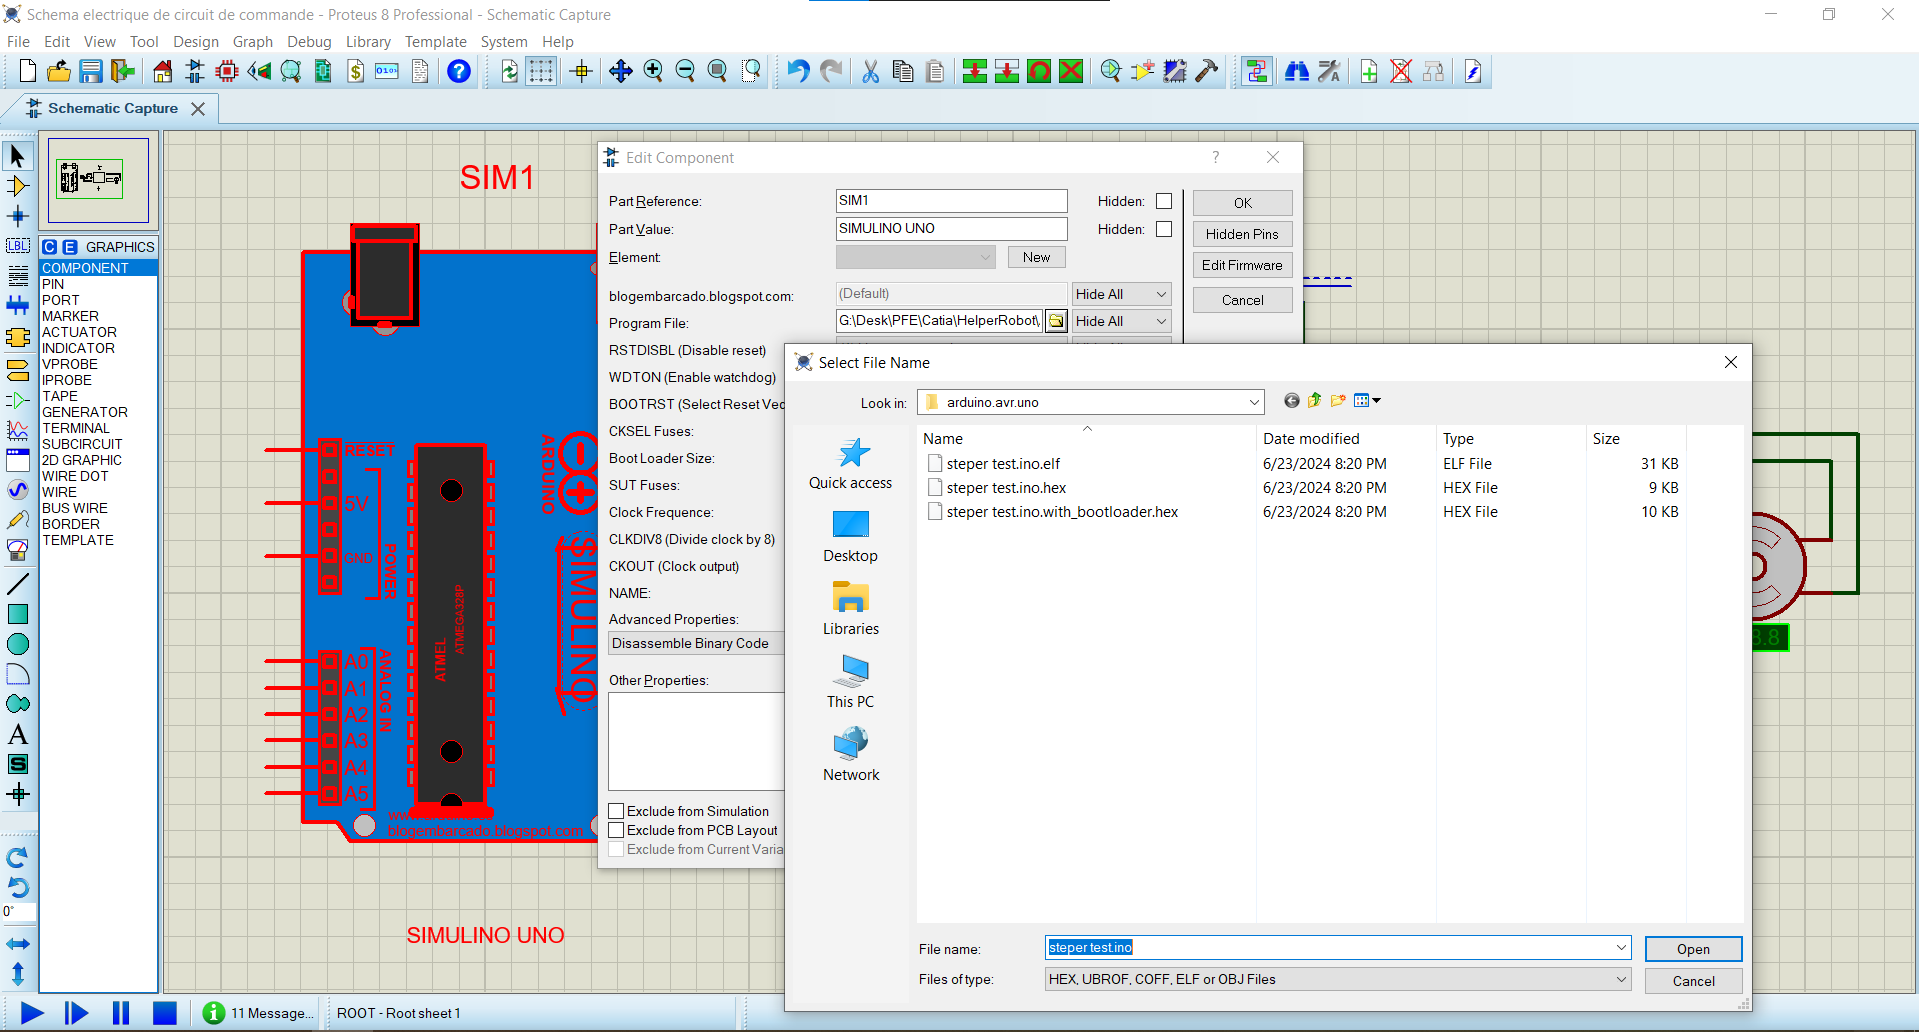 Schema electrique de circuit de commande - Proteus 8 Professional - Schematic Capture
File Edit View Tool Design Graph Debug Library Template System Help
Schematic Capture
GRAPHICS
COMPONENT
PIN
PORT
MARKER
ACTUATOR
INDICATOR
VPROBE
IPROBE
TAPE
GENERATOR
TERMINAL
SUBCIRCUIT
2D GRAPHIC
WIRE DOT
WIRE
BUS WIRE
BORDER
TEMPLATE
LBL
0°
SIM1
RESET
5V
GND
POWER
A0
A1
A2
A3
A4
A5
ANALOG IN
ATMEL
ATMEGA328P
ARDUINO
SIMULINO
blogembarcado.blogspot.com
SIMULINO UNO
Edit Component
Part Reference: SIM1 Hidden: OK
Part Value: SIMULINO UNO Hidden: Hidden Pins
Element: New Edit Firmware
blogembarcado.blogspot.com: (Default) Hide All Cancel
Program File: G:\Desk\PFE\Catia\HelperRobot\, Hide All
RSTDISBL (Disable reset)
WDTON (Enable watchdog)
BOOTRST (Select Reset Vec
CKSEL Fuses:
Boot Loader Size:
SUT Fuses:
Clock Frequency:
CLKDIV8 (Divide clock by 8)
CKOUT (Clock output)
NAME:
Advanced Properties:
Disassemble Binary Code
Other Properties:
Exclude from Simulation
Exclude from PCB Layout
Exclude from Current Varia
Select File Name
Look in: arduino.avr.uno
Quick access
Desktop
Libraries
This PC
Network
Name Date modified Type Size
steper test.ino.elf 6/23/2024 8:20 PM ELF File 31 KB
steper test.ino.hex 6/23/2024 8:20 PM HEX File 9 KB
steper test.ino.with_bootloader.hex 6/23/2024 8:20 PM HEX File 10 KB
File name: steper test.ino Open
Files of type: HEX, UBROF, COFF, ELF or OBJ Files Cancel
11 Message... ROOT - Root sheet 1